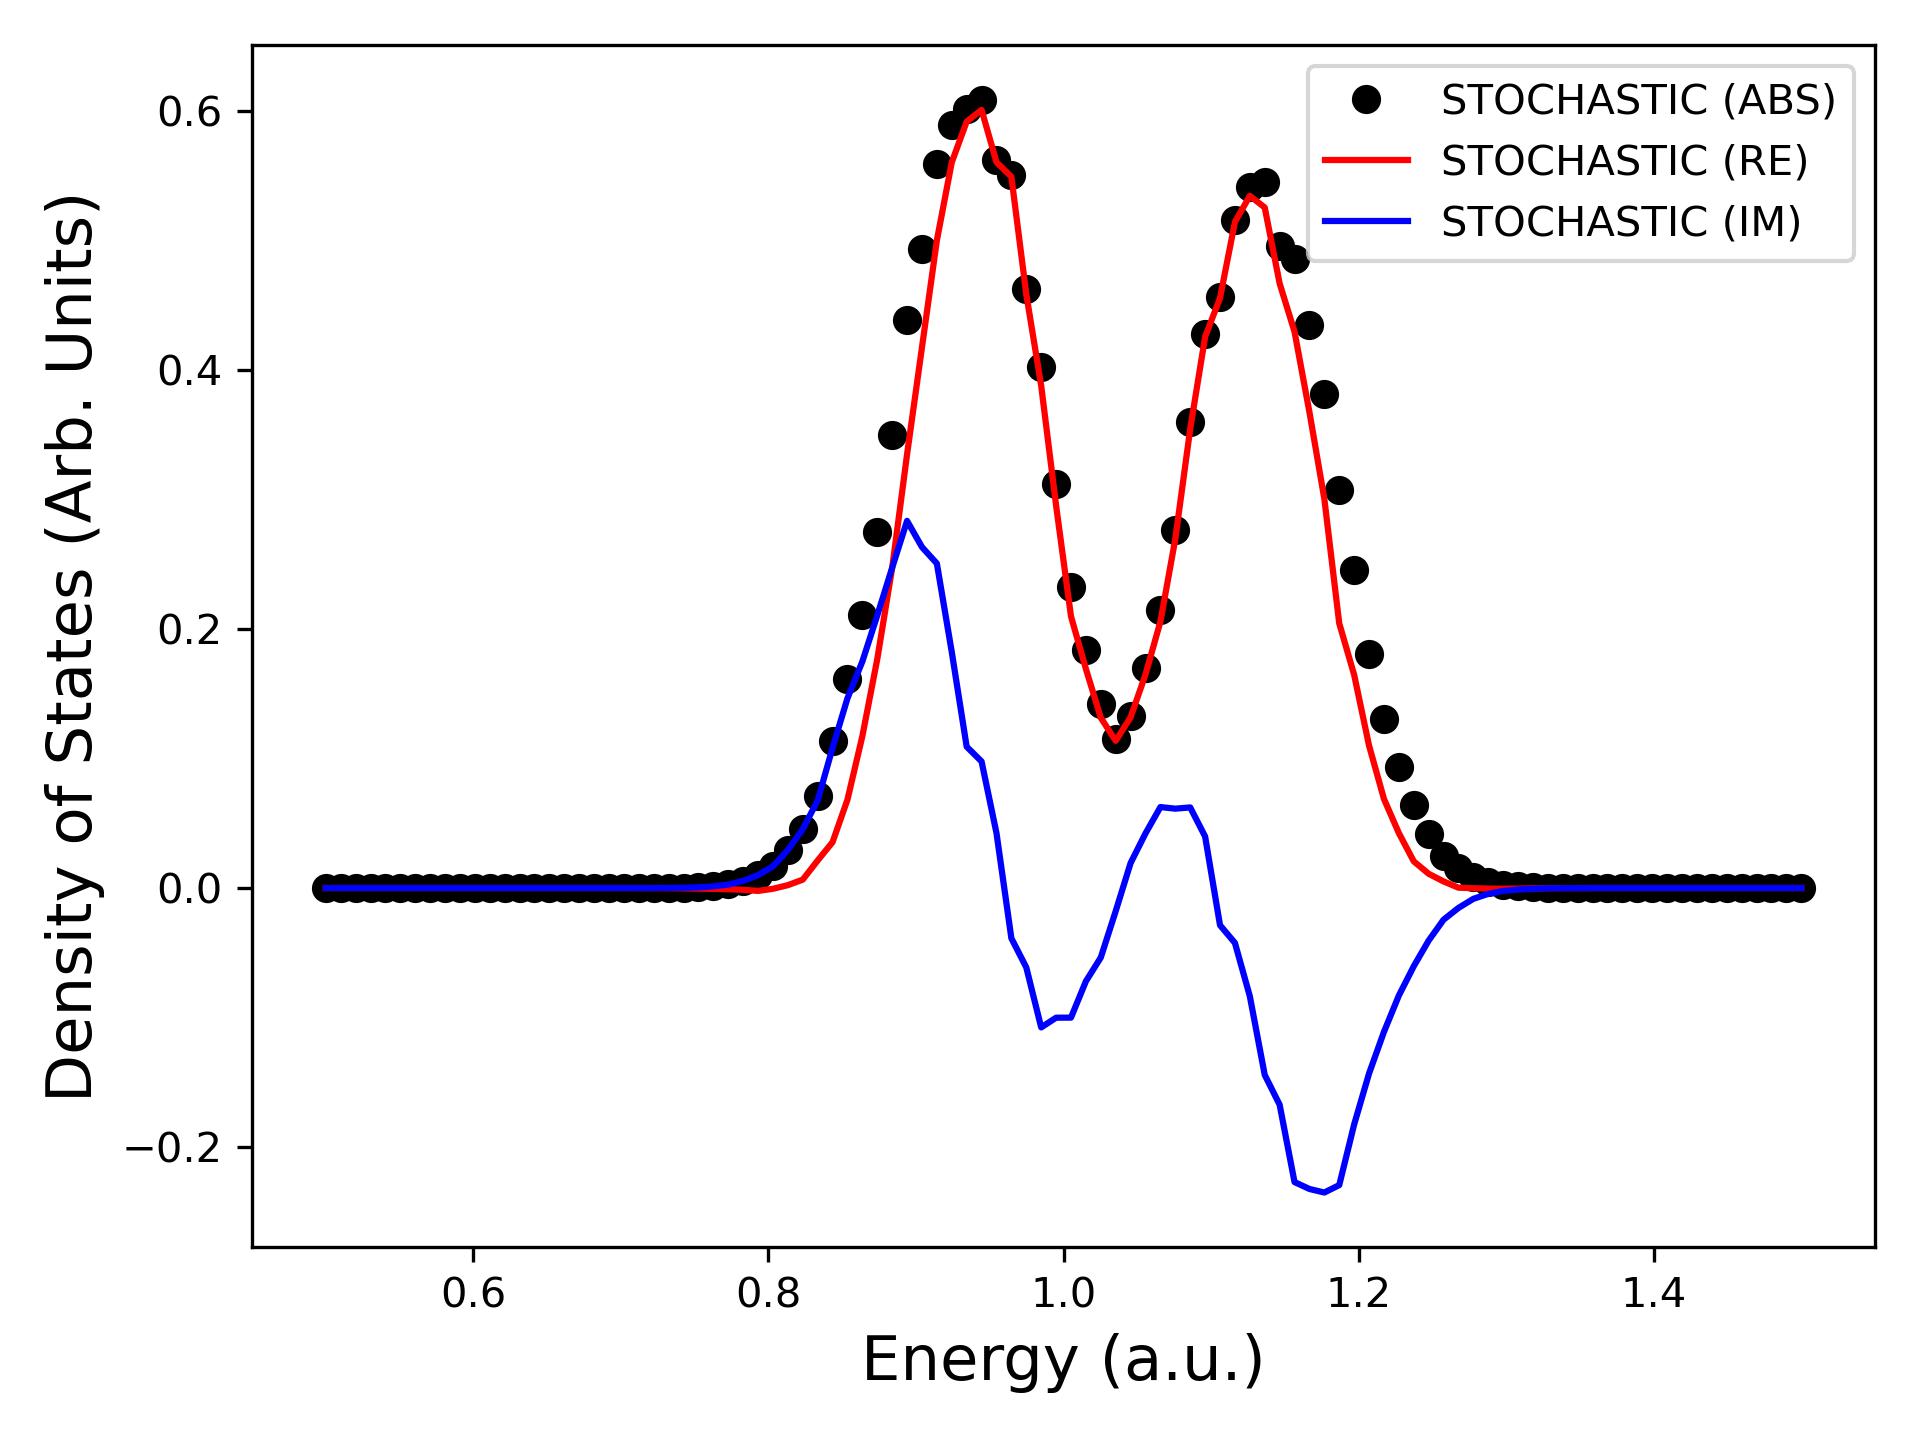 STOCHASTIC (ABS)
STOCHASTIC (RE)
STOCHASTIC (IM)
Density of States (Arb. Units)
0.6
0.4
0.2
0.0
−0.2
0.6 0.8 1.0 1.2 1.4
Energy (a.u.)